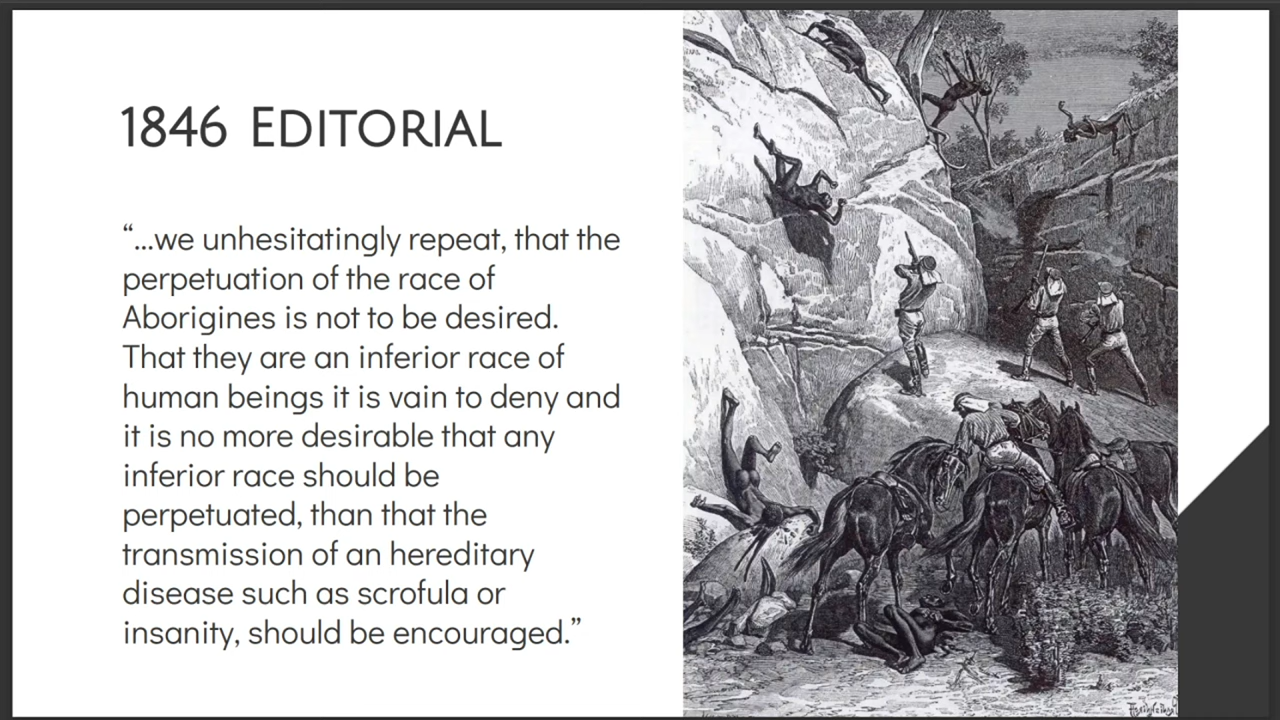 1846 EDITORIAL
“...we unhesitatingly repeat, that the
perpetuation of the race of
Aborigines is not to be desired.
That they are an inferior race of
human beings it is vain to deny and
it is no more desirable that any
inferior race should be
perpetuated, than that the
transmission of an hereditary
disease such as scrofula or
insanity, should be encouraged.”